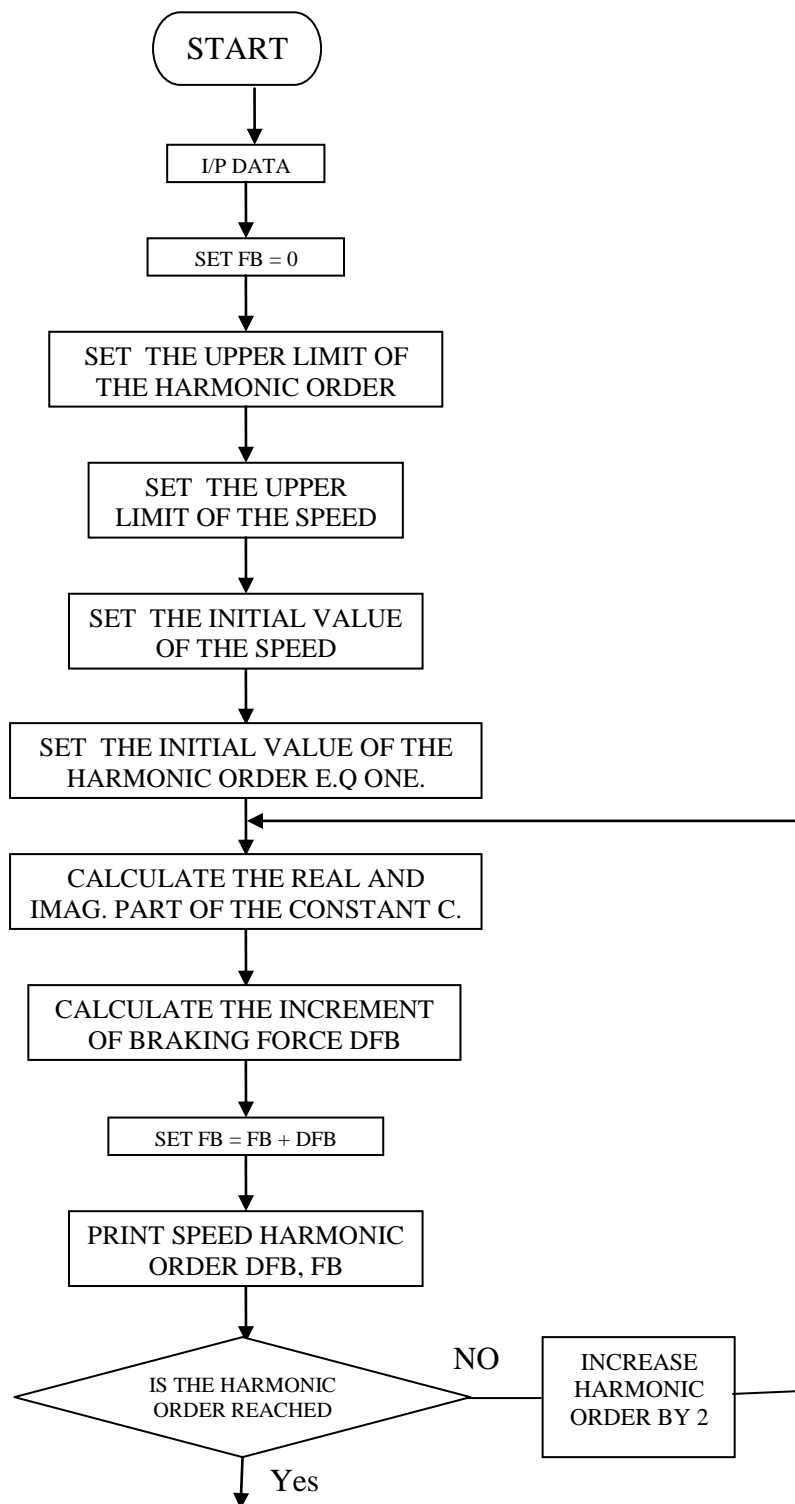 START
I/P DATA
SET FB = 0
SET THE UPPER LIMIT OF
THE HARMONIC ORDER
SET THE UPPER
LIMIT OF THE SPEED
SET THE INITIAL VALUE
OF THE SPEED
SET THE INITIAL VALUE OF THE
HARMONIC ORDER E.Q ONE.
CALCULATE THE REAL AND
IMAG. PART OF THE CONSTANT C.
CALCULATE THE INCREMENT
OF BRAKING FORCE DFB
SET FB = FB + DFB
PRINT SPEED HARMONIC
ORDER DFB, FB
IS THE HARMONIC
ORDER REACHED
NO
INCREASE
HARMONIC
ORDER BY 2
Yes